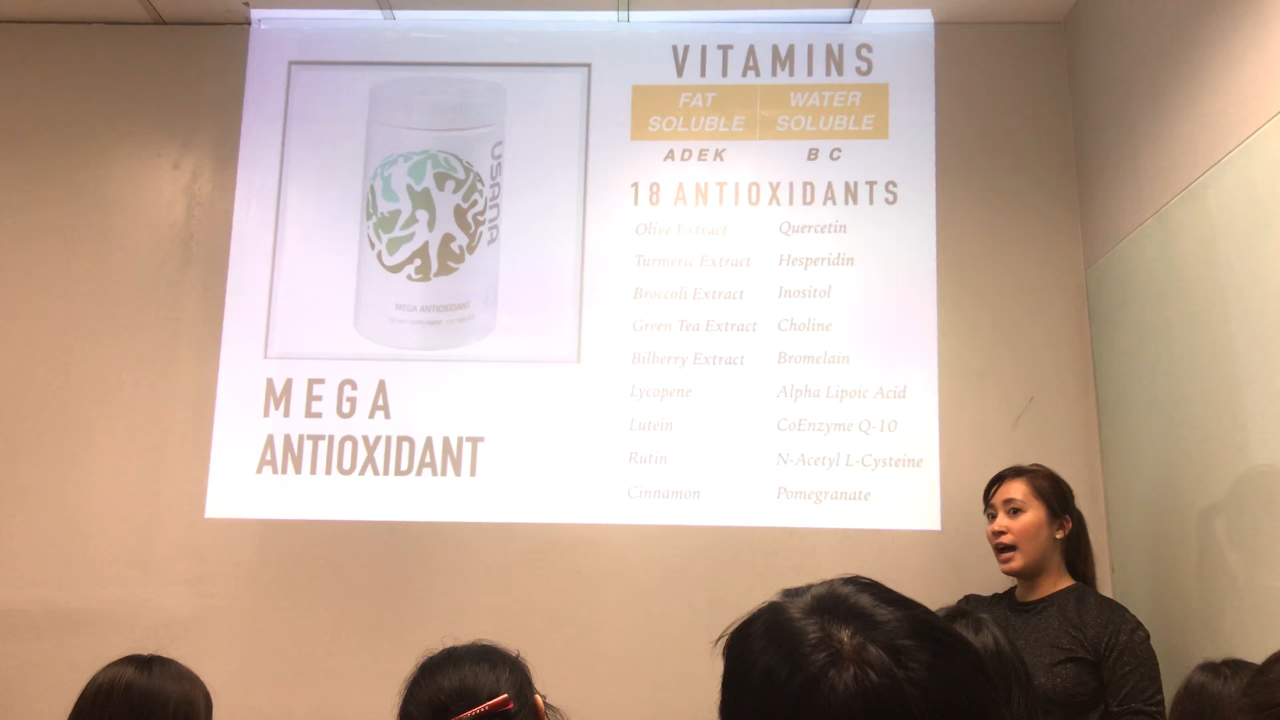 USANA
MEGA ANTIOXIDANT
MEGA
ANTIOXIDANT
VITAMINS
FAT SOLUBLE
WATER SOLUBLE
ADEK
B C
18 ANTIOXIDANTS
Olive Extract
Turmeric Extract
Broccoli Extract
Green Tea Extract
Bilberry Extract
Lycopene
Lutein
Rutin
Cinnamon
Quercetin
Hesperidin
Inositol
Choline
Bromelain
Alpha Lipoic Acid
CoEnzyme Q-10
N-Acetyl L-Cysteine
Pomegranate